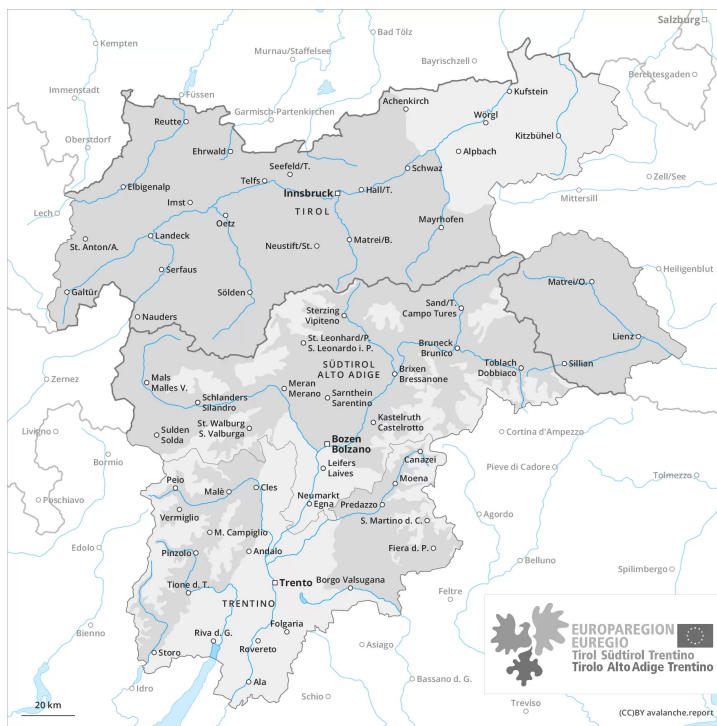 Salzburg
Kempten
Bad Tölz
Murnau/Staffelsee
Bayrischzell
Berchtesgaden
Immenstadt
Füssen
Garmisch-Partenkirchen
Achenkirch
Kufstein
Reutte
Wörgl
Oberstdorf
Ehrwald
Kitzbühel
Alpbach
Seefeld/T.
Schwaz
Telfs
Zell/See
Elbigenalp
Innsbruck
Hall/T.
Mittersill
Imst
TIROL
Lech
Oetz
Mayrhofen
Landeck
St. Anton/A.
Neustift/St.
Matrei/B.
Serfaus
Heiligenblut
Matrei/O.
Galtür
Sölden
Sand/T.
Campo Tures
Nauders
Sterzing
Vipiteno
Lienz
St. Leonhard/P.
S. Leonardo i. P.
Bruneck
Brunico
Toblach
Dobbiaco
Sillian
SÜDTIROL
ALTO ADIGE
Brixen
Bressanone
Zernez
Mals
Malles V.
Meran
Merano
Schlanders
Silandro
Sarnthein
Sarentino
Kastelruth
Castelrotto
St. Walburg
S. Valburga
Livigno
Sulden
Solda
Cortina d'Ampezzo
Bozen
Bolzano
Canazei
Bormio
Leifers
Laives
Pieve di Cadore
Tolmezzo
Moena
Peio
Malè
Cles
Neumarkt
Egna
Predazzo
Poschiavo
Vermiglio
S. Martino d. C.
Agordo
M. Campiglio
Edolo
Pinzolo
Andalo
Fiera d. P.
Belluno
Spilimbergo
Tione d. T.
Trento
Borgo Valsugana
Feltre
TRENTINO
Bienno
Riva d. G.
Folgaria
Rovereto
Asiago
Storo
Idro
Ala
Schio
Bassano d. G.
Treviso
EUROPAREGION
EUREGIO
Tirol Südtirol Trentino
Tirolo Alto Adige Trentino
20 km
(CC)BY avalanche.report